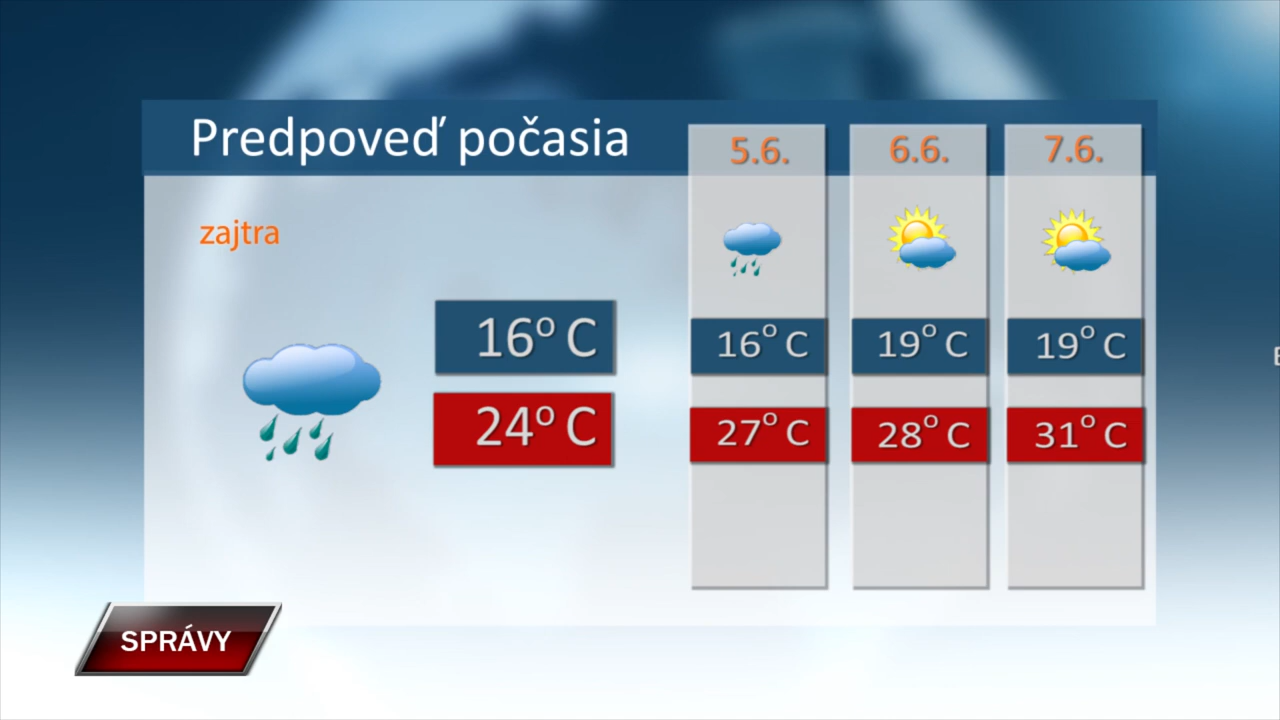 Predpoveď počasia
zajtra
16° C
24° C
5.6. 6.6. 7.6.
16° C 19° C 19° C
27° C 28° C 31° C
SPRÁVY